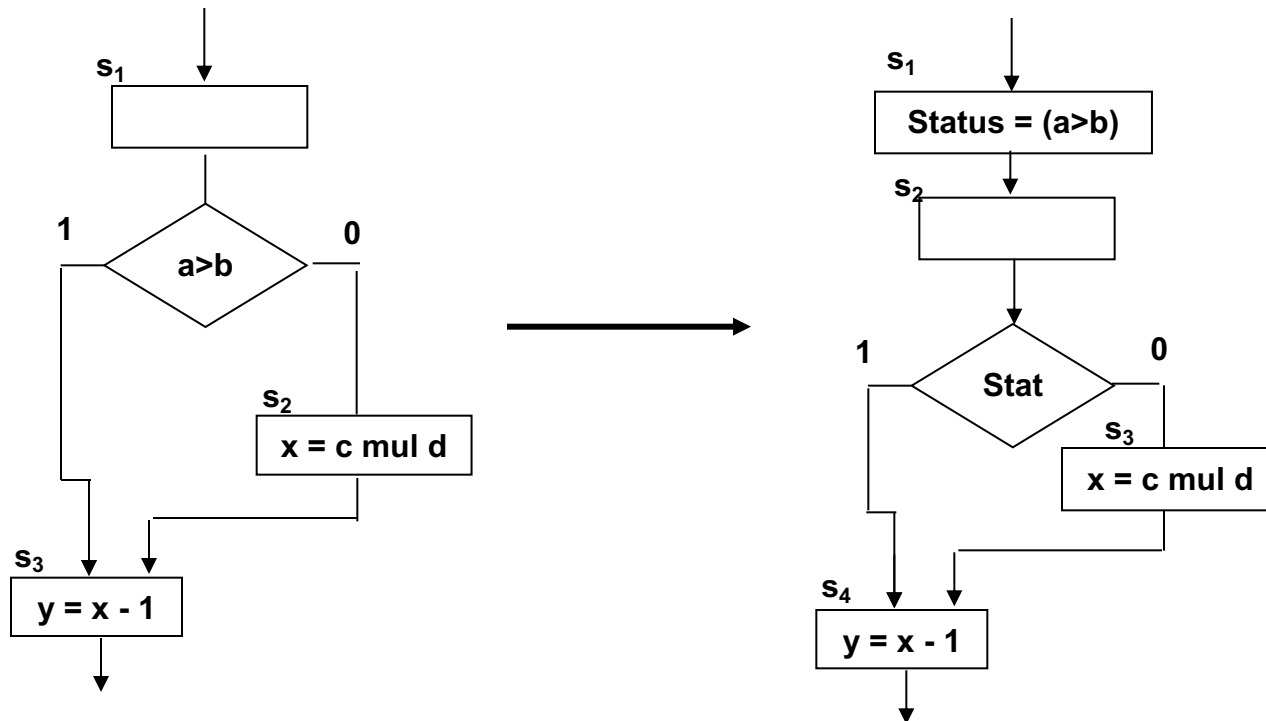 s₁
1
0
a>b
s₂
x = c mul d
s₃
y = x - 1
s₁
Status = (a>b)
s₂
1
0
Stat
s₃
x = c mul d
s₄
y = x - 1